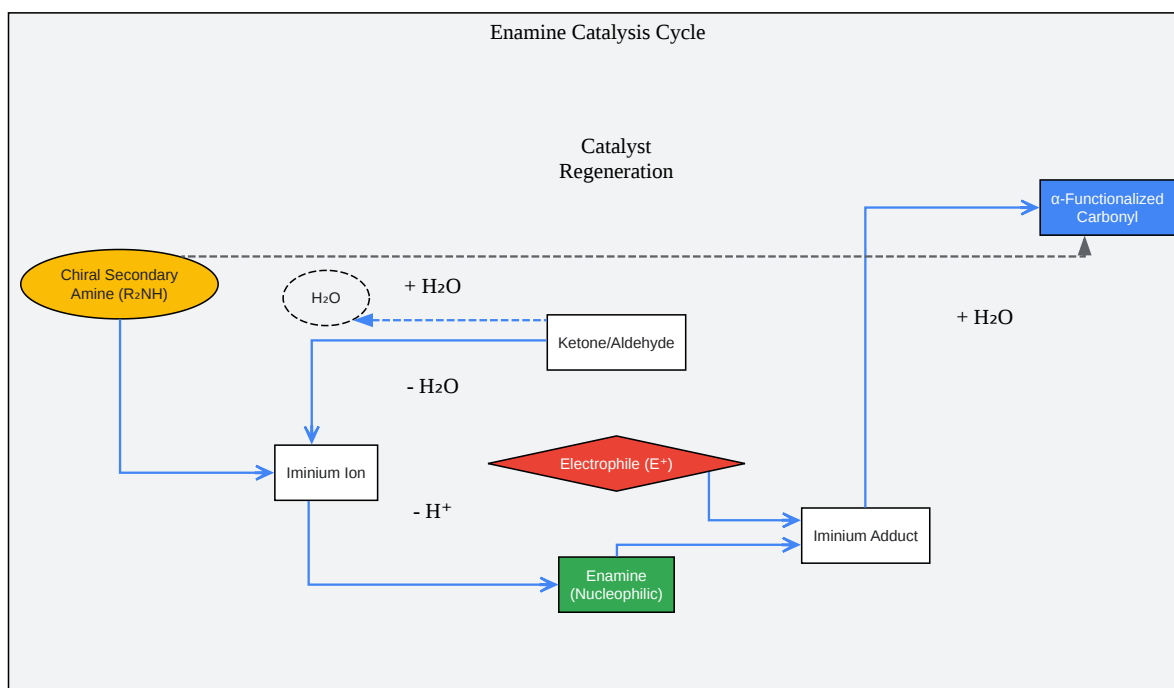 Enamine Catalysis Cycle
Catalyst
Regeneration
α-Functionalized
Carbonyl
Chiral Secondary
Amine (R₂NH)
H₂O
+ H₂O
+ H₂O
Ketone/Aldehyde
- H₂O
Electrophile (E⁺)
Iminium Ion
- H⁺
Iminium Adduct
Enamine
(Nucleophilic)